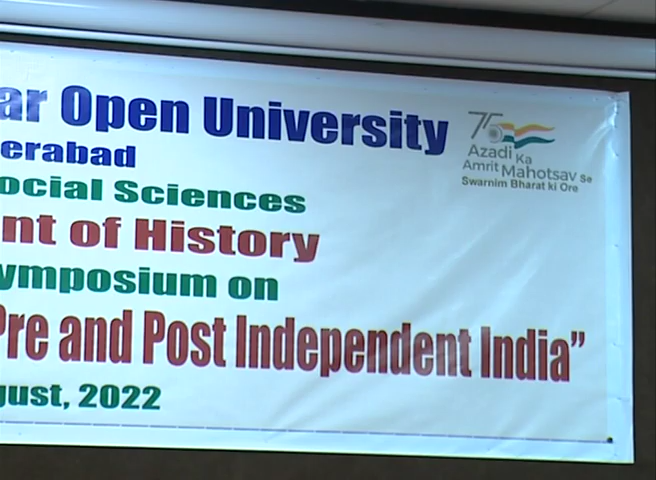 ar Open University
erabad
ocial Sciences
nt of History
ymposium on
Pre and Post Independent India”
gust, 2022
75
Azadi Ka
Amrit Mahotsav se
Swarnim Bharat ki Ore